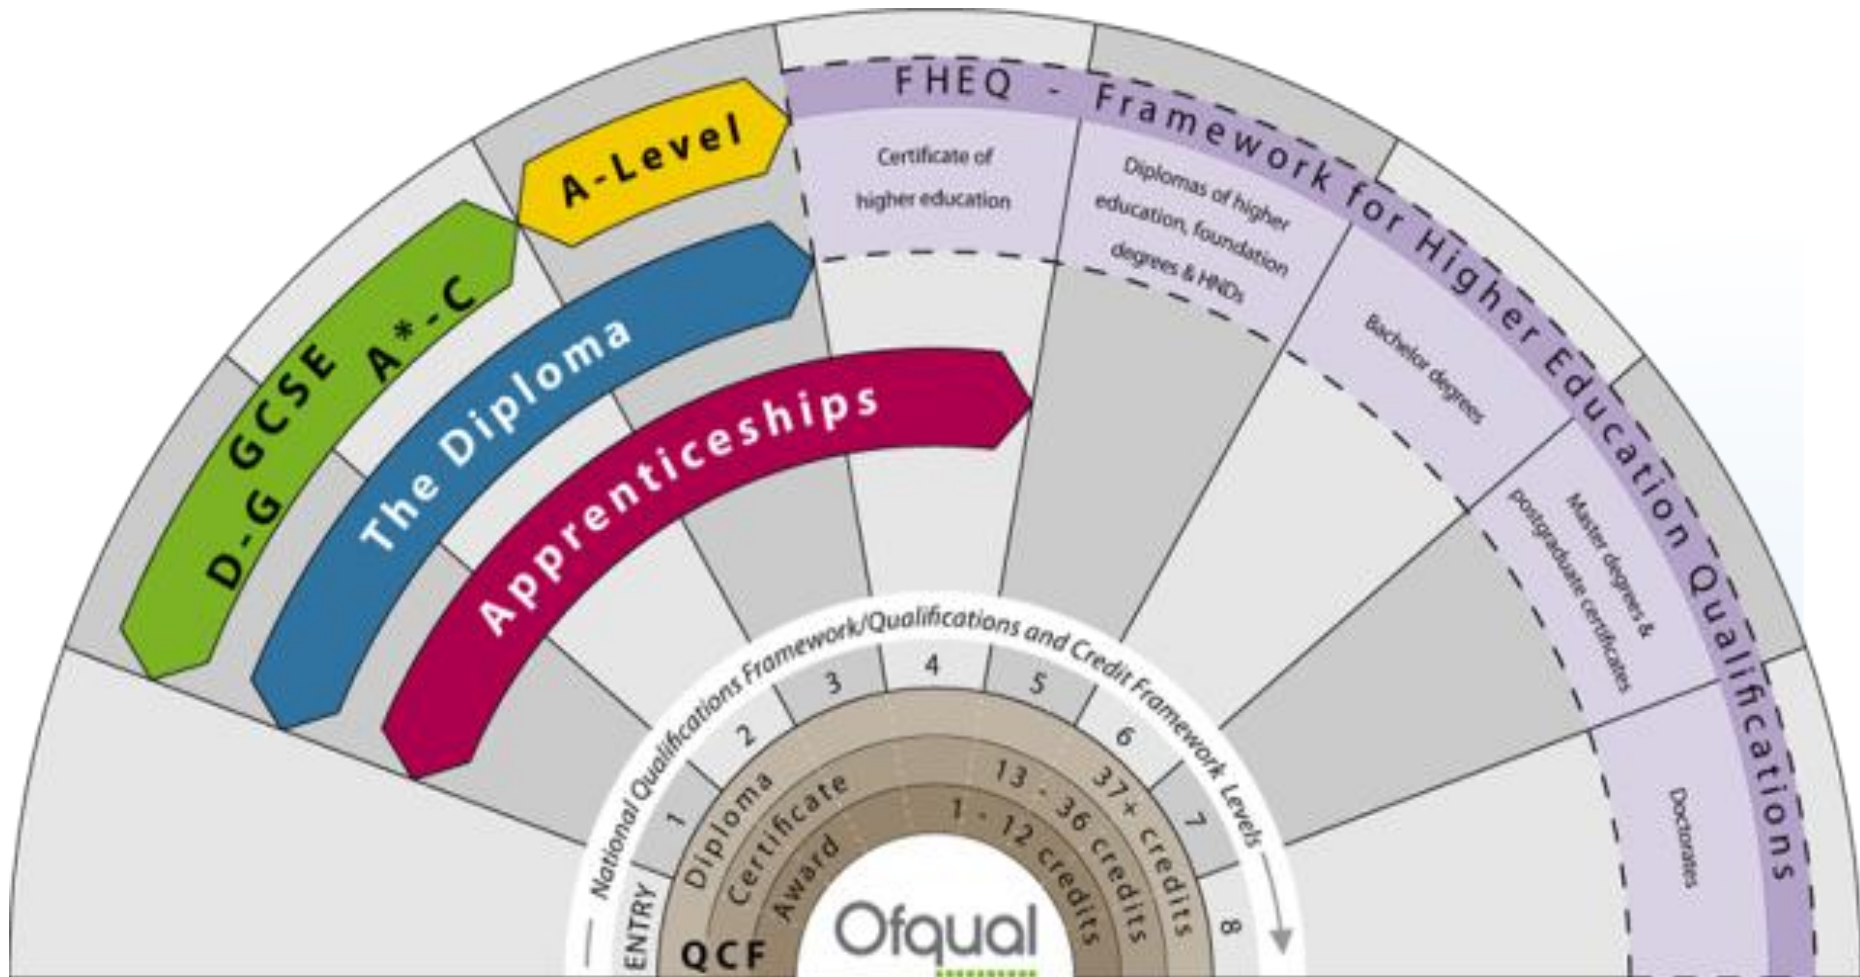 A-Level
GCSE
D-G A*-C
The Diploma
Apprenticeships
FHEQ - Framework for Higher Education Qualifications
Certificate of
higher education
Diplomas of higher
education, foundation
degrees & HNDs
Bachelor degrees
Master degrees &
postgraduate certificates
Doctorates
National Qualifications Framework/Qualifications and Credit Framework Levels
ENTRY
1
2
3
4
5
6
7
8
Diploma 37+ credits
Certificate 13 - 36 credits
Award 1 - 12 credits
QCF
Ofqual